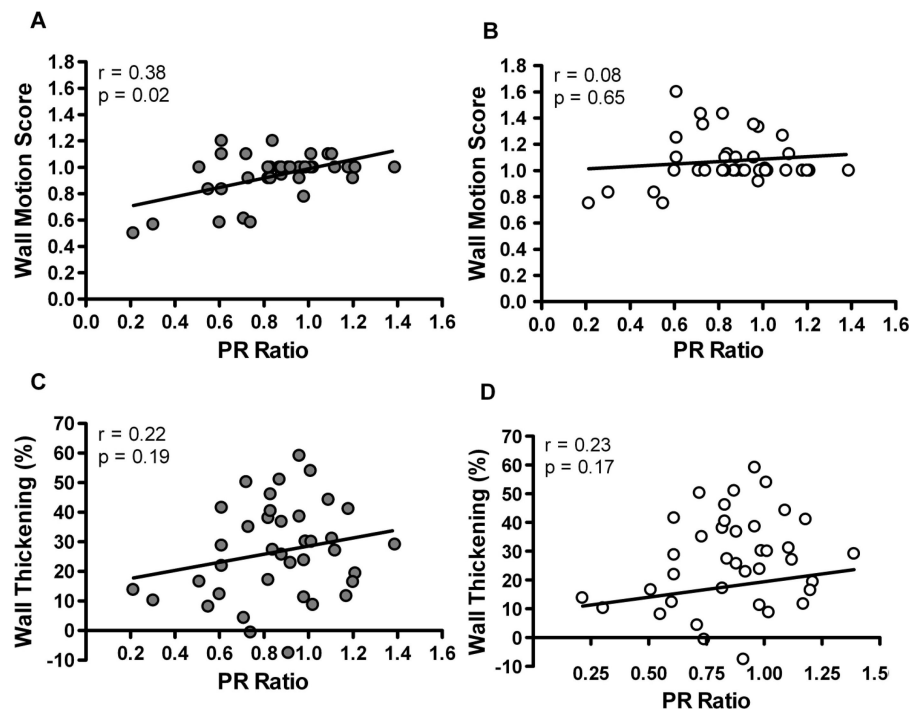 A
r = 0.38
p = 0.02
Wall Motion Score
1.8
1.6
1.4
1.2
1.0
0.8
0.6
0.4
0.2
0.0
0.0 0.2 0.4 0.6 0.8 1.0 1.2 1.4 1.6
PR Ratio
B
r = 0.08
p = 0.65
Wall Motion Score
1.8
1.6
1.4
1.2
1.0
0.8
0.6
0.4
0.2
0.0
0.0 0.2 0.4 0.6 0.8 1.0 1.2 1.4 1.6
PR Ratio
C
r = 0.22
p = 0.19
Wall Thickening (%)
70
60
50
40
30
20
10
0
-10
0.2 0.4 0.6 0.8 1.0 1.2 1.4 1.6
PR Ratio
D
r = 0.23
p = 0.17
Wall Thickening (%)
70
60
50
40
30
20
10
0
-10
0.25 0.50 0.75 1.00 1.25 1.5
PR Ratio